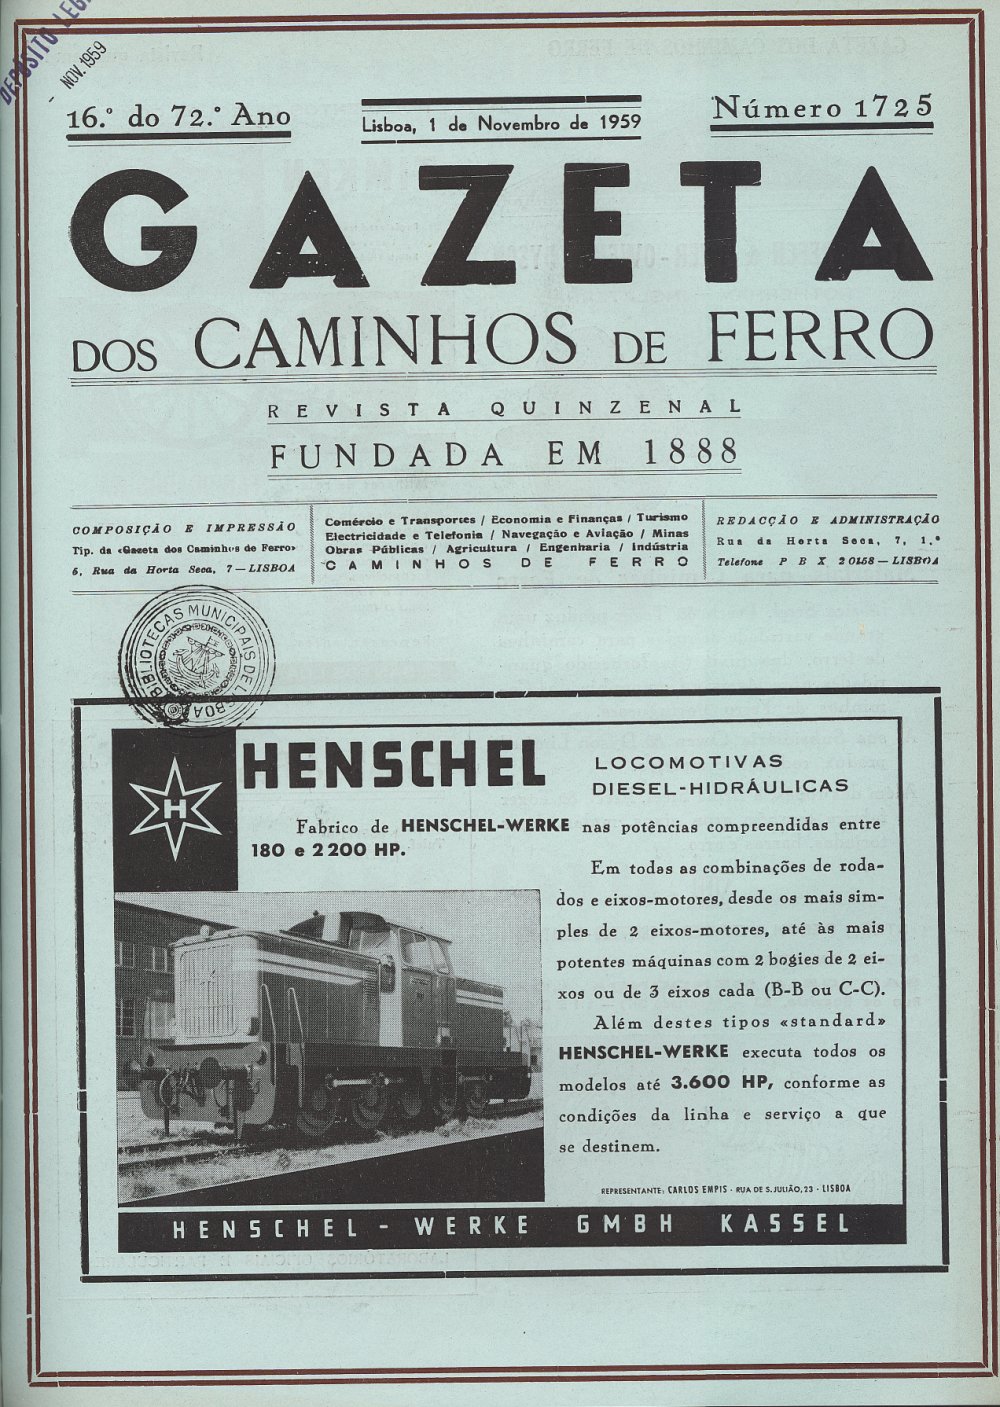 DEPÓSITO LEG
NOV. 1959
16.º do 72.º Ano
Lisboa, 1 de Novembro de 1959
Número 1725
GAZETA
DOS CAMINHOS DE FERRO
REVISTA QUINZENAL
FUNDADA EM 1888
COMPOSIÇÃO E IMPRESSÃO
Tip. da «Gazeta dos Caminhos de Ferro»
5, Rua da Horta Seca, 7 — LISBOA
Comércio e Transportes / Economia e Finanças / Turismo
Electricidade e Telefonia / Navegação e Aviação / Minas
Obras Públicas / Agricultura / Engenharia / Indústria
CAMINHOS DE FERRO
REDACÇÃO E ADMINISTRAÇÃO
Rua da Horta Seca, 7, 1.º
Telefone P B X 20158 — LISBOA
BIBLIOTECAS MUNICIPAIS DE LISBOA
H
HENSCHEL
LOCOMOTIVAS
DIESEL-HIDRÁULICAS
Fabrico de HENSCHEL-WERKE nas potências compreendidas entre
180 e 2200 HP.
Em todas as combinações de roda-
dos e eixos-motores, desde os mais sim-
ples de 2 eixos-motores, até às mais
potentes máquinas com 2 bogies de 2 ei-
xos ou de 3 eixos cada (B-B ou C-C).
Além destes tipos «standard»
HENSCHEL-WERKE executa todos os
modelos até 3.600 HP, conforme as
condições da linha e serviço a que
se destinem.
REPRESENTANTE: CARLOS EMPIS · RUA DE S. JULIÃO, 23 · LISBOA
HENSCHEL-WERKE GMBH KASSEL